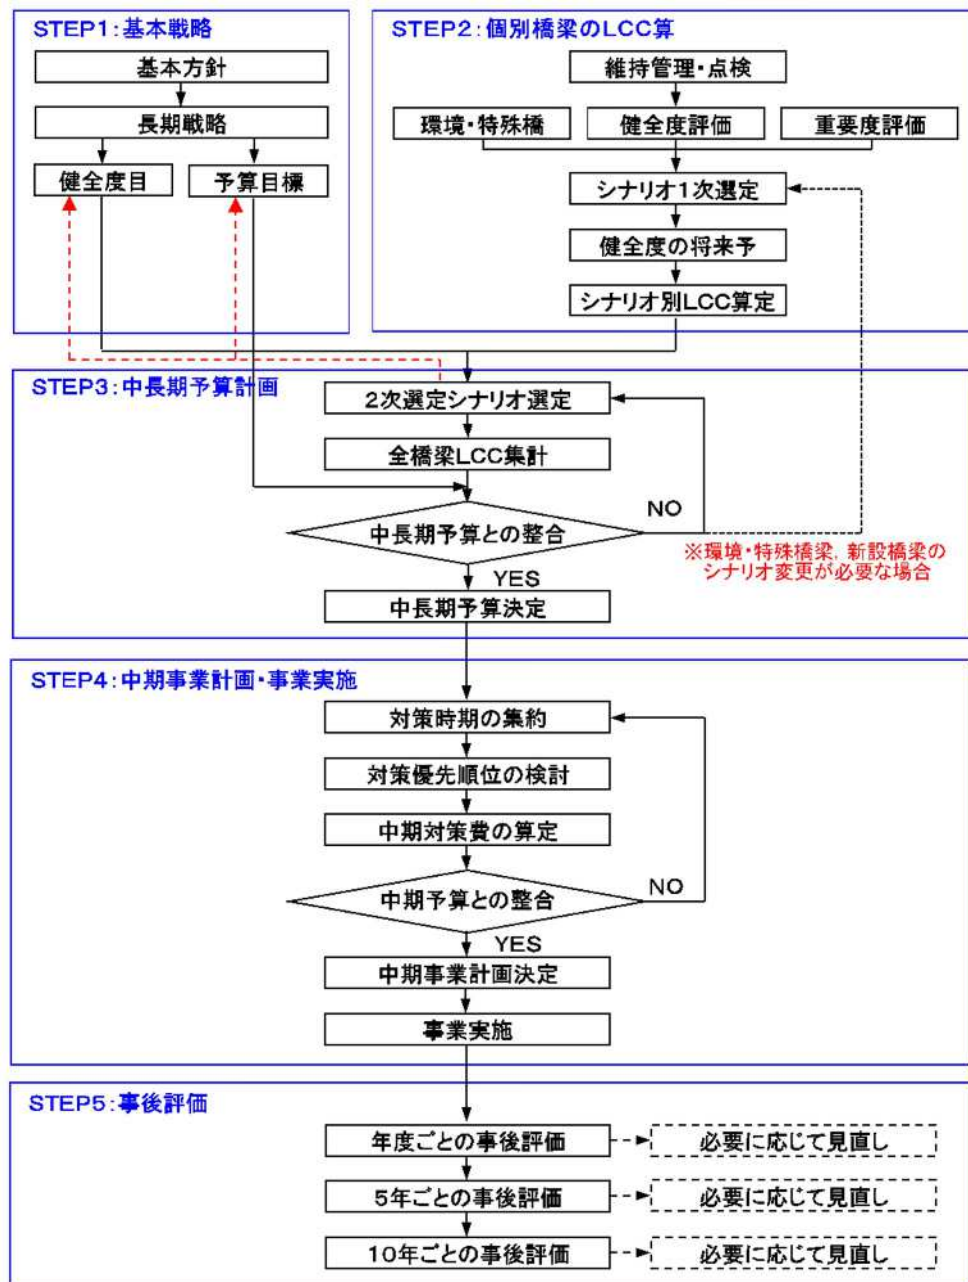 STEP1:基本戦略
基本方針
長期戦略
健全度目
予算目標
STEP2:個別橋梁のLCC算
維持管理・点検
環境・特殊橋
健全度評価
重要度評価
シナリオ1次選定
健全度の将来予
シナリオ別LCC算定
STEP3:中長期予算計画
2次選定シナリオ選定
全橋梁LCC集計
中長期予算との整合
NO
※環境・特殊橋梁,新設橋梁の
シナリオ変更が必要な場合
YES
中長期予算決定
STEP4:中期事業計画・事業実施
対策時期の集約
対策優先順位の検討
中期対策費の算定
中期予算との整合
NO
YES
中期事業計画決定
事業実施
STEP5:事後評価
年度ごとの事後評価
必要に応じて見直し
5年ごとの事後評価
必要に応じて見直し
10年ごとの事後評価
必要に応じて見直し